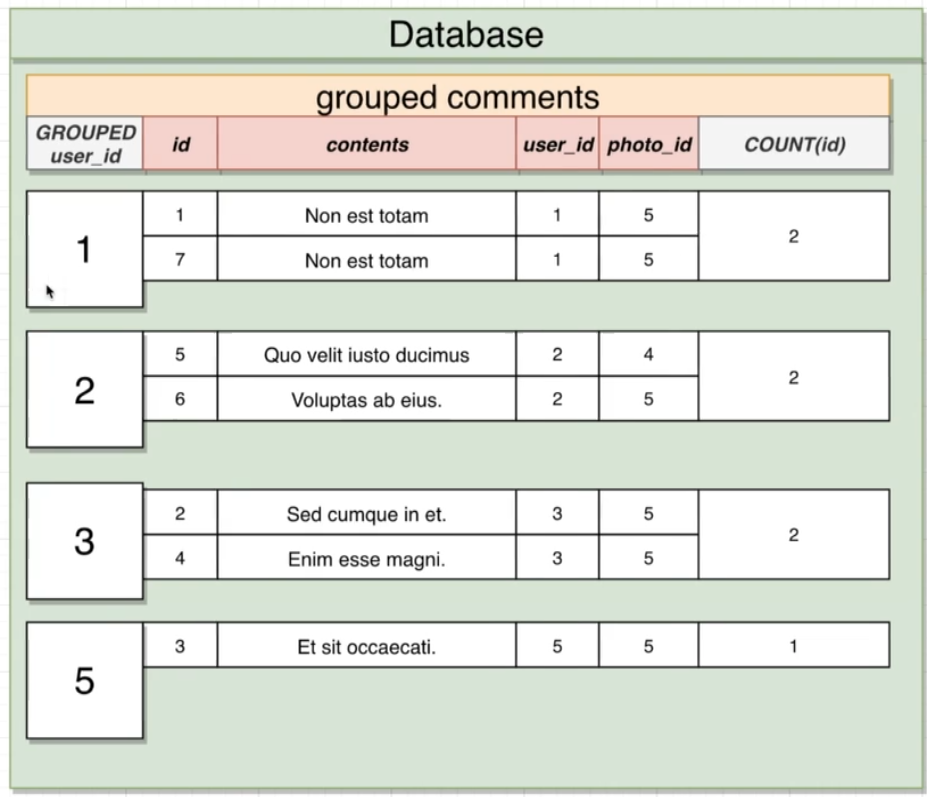 Database
grouped comments
GROUPED user_id id contents user_id photo_id COUNT(id)
1 1 Non est totam 1 5 2
7 Non est totam 1 5
2 5 Quo velit iusto ducimus 2 4 2
6 Voluptas ab eius. 2 5
3 2 Sed cumque in et. 3 5 2
4 Enim esse magni. 3 5
5 3 Et sit occaecati. 5 5 1